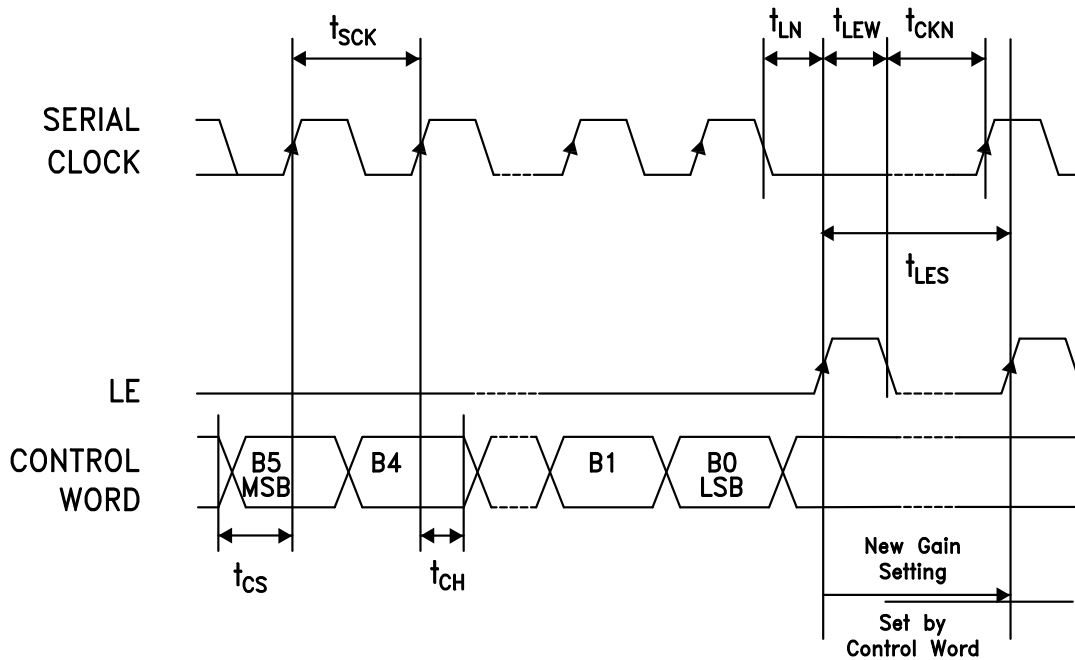 tSCK
tLN
tLEW
tCKN
SERIAL
CLOCK
tLES
LE
CONTROL
WORD
B5
MSB
B4
B1
B0
LSB
tCS
tCH
New Gain
Setting
Set by
Control Word